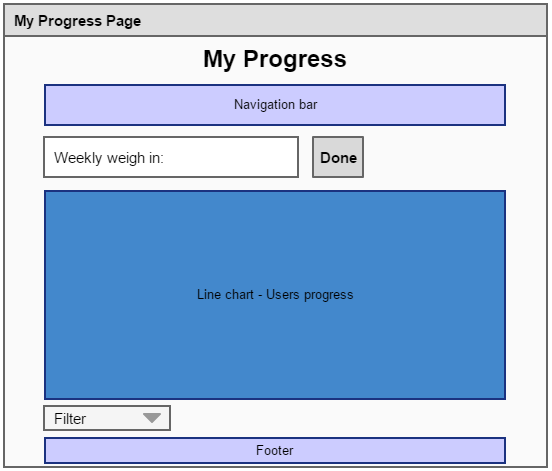 My Progress Page
My Progress
Navigation bar
Weekly weigh in:
Done
Line chart - Users progress
Filter
Footer